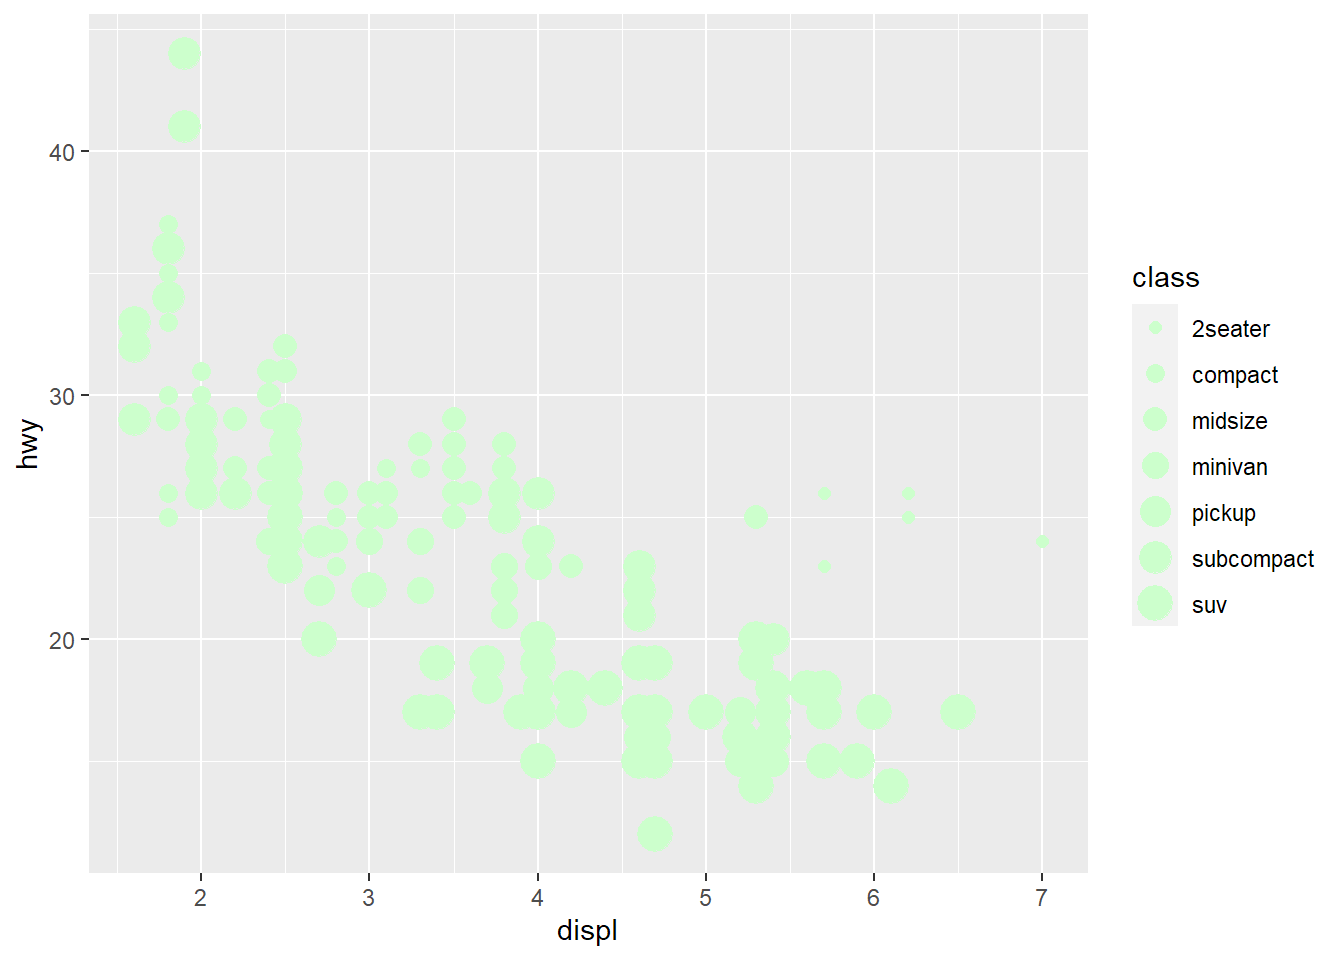 40
30
20
hwy
2 3 4 5 6 7
displ
class
2seater
compact
midsize
minivan
pickup
subcompact
suv